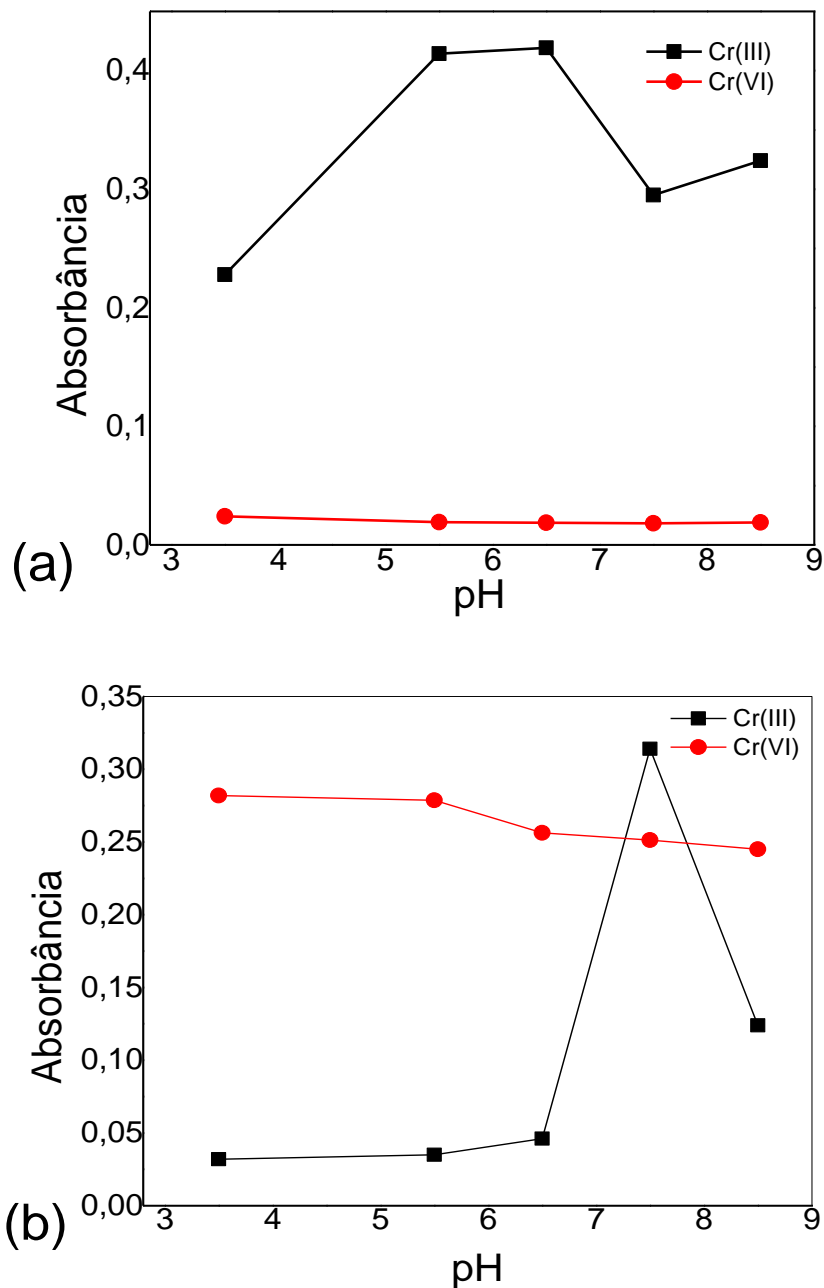 Cr(III)
Cr(VI)
0,4
0,3
0,2
0,1
0,0
Absorbância
3 4 5 6 7 8 9
pH
(a)
Cr(III)
Cr(VI)
0,35
0,30
0,25
0,20
0,15
0,10
0,05
0,00
Absorbância
3 4 5 6 7 8 9
pH
(b)